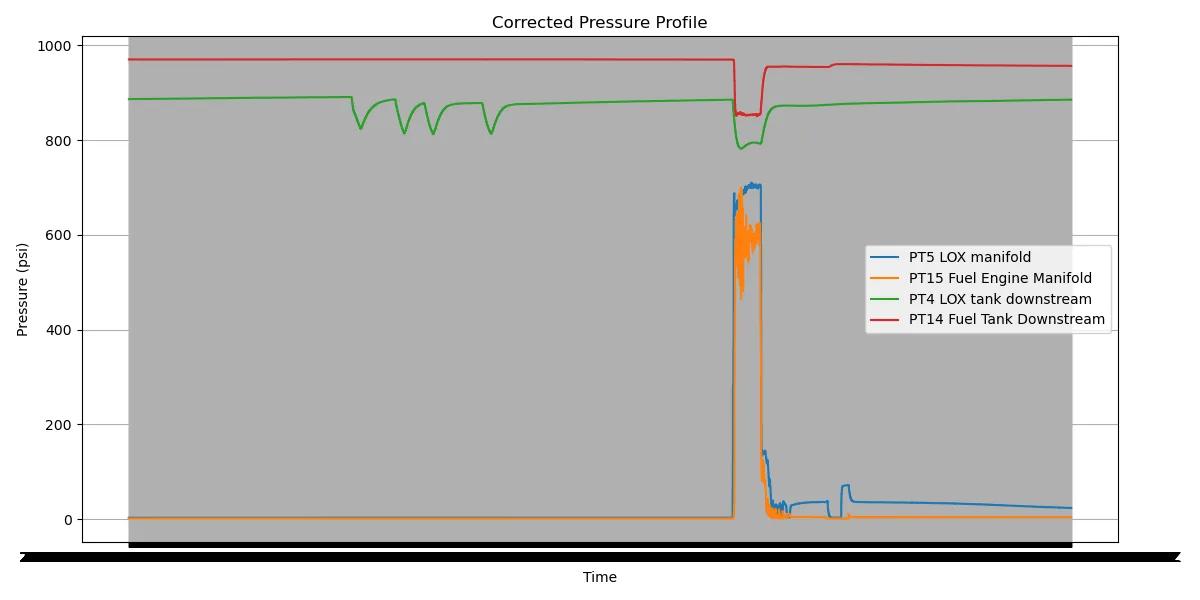 Corrected Pressure Profile
1000
800
600
400
200
0
Pressure (psi)
PT5 LOX manifold
PT15 Fuel Engine Manifold
PT4 LOX tank downstream
PT14 Fuel Tank Downstream
Time